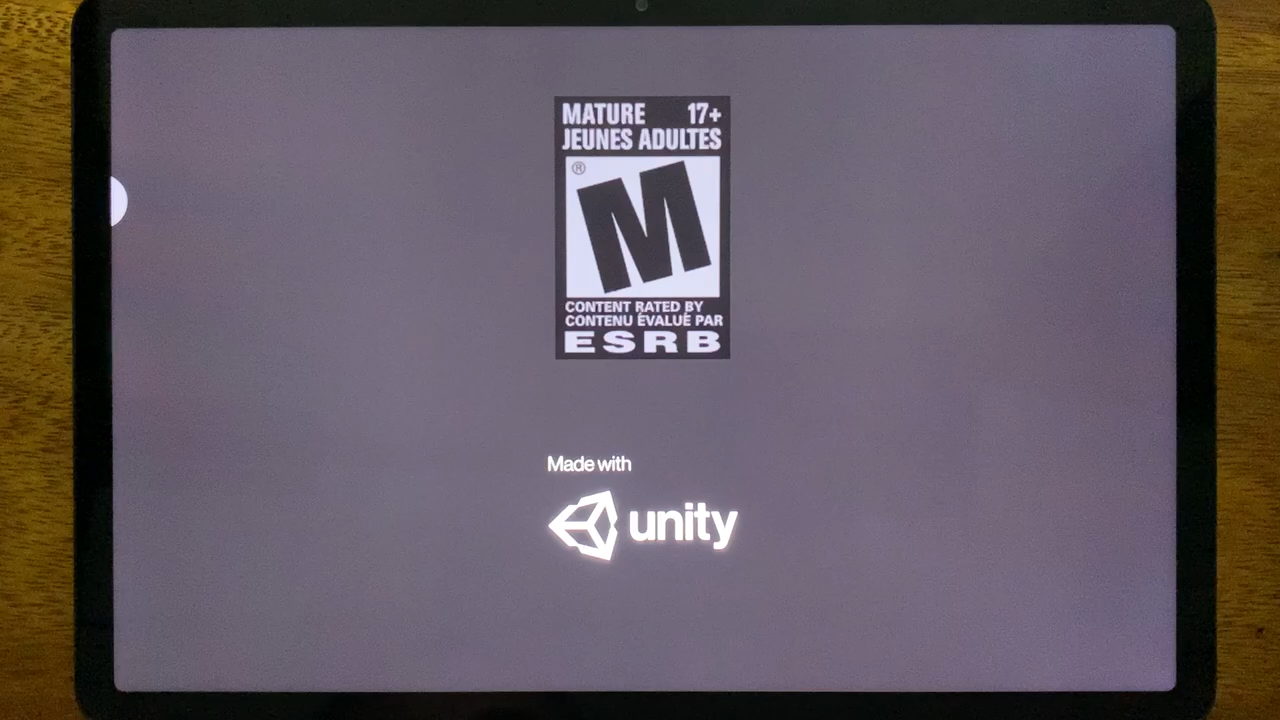 MATURE 17+
JEUNES ADULTES
®
M
CONTENT RATED BY
CONTENU ÉVALUÉ PAR
ESRB
Made with
unity